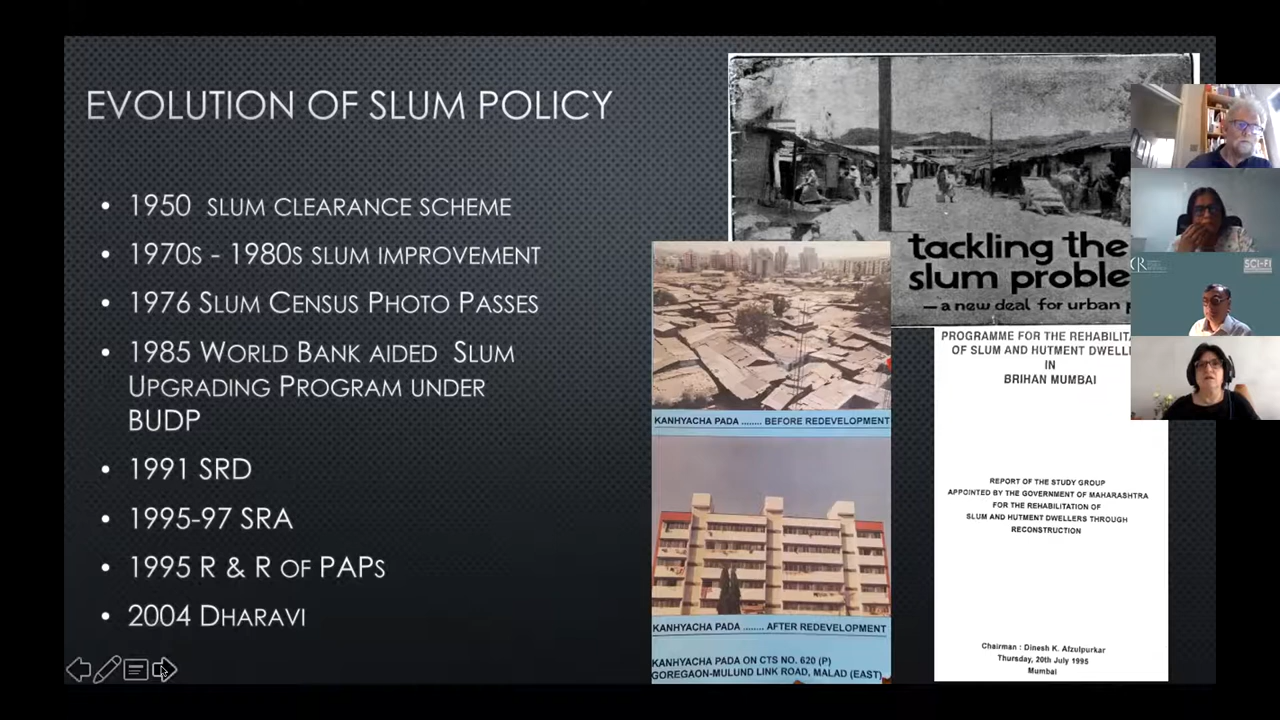 EVOLUTION OF SLUM POLICY
• 1950 SLUM CLEARANCE SCHEME
• 1970S - 1980S SLUM IMPROVEMENT
• 1976 SLUM CENSUS PHOTO PASSES
• 1985 WORLD BANK AIDED SLUM
UPGRADING PROGRAM UNDER
BUDP
• 1991 SRD
• 1995-97 SRA
• 1995 R & R OF PAPS
• 2004 DHARAVI
tackling the
slum proble
— a new deal for urban p
KANHYACHA PADA ........ BEFORE REDEVELOPMENT
KANHYACHA PADA ........ AFTER REDEVELOPMENT
KANHYACHA PADA ON CTS NO. 620 (P)
GOREGAON-MULUND LINK ROAD, MALAD (EAST)
PROGRAMME FOR THE REHABILITA
OF SLUM AND HUTMENT DWELL
IN
BRIHAN MUMBAI
REPORT OF THE STUDY GROUP
APPOINTED BY THE GOVERNMENT OF MAHARASHTRA
FOR THE REHABILITATION OF
SLUM AND HUTMENT DWELLERS THROUGH
RECONSTRUCTION
Chairman : Dinesh K. Afzulpurkar
Thursday, 20th July 1995
Mumbai
SCI-FI